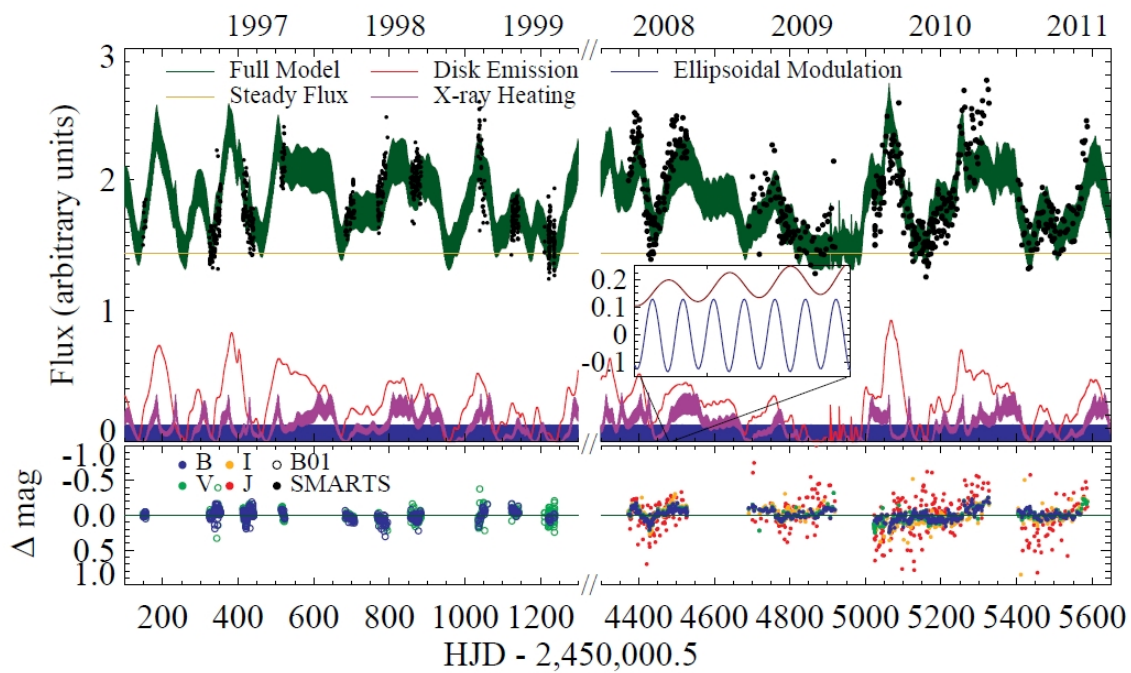 1997 1998 1999 // 2008 2009 2010 2011
3
Full Model Disk Emission Ellipsoidal Modulation
Steady Flux X-ray Heating
Flux (arbitrary units)
2
1
0
0.2
0.1
0
-0.1
//
-1.0
B I B01
V J SMARTS
-0.5
Δ mag
0.0
0.5
1.0
200 400 600 800 1000 1200 // 4400 4600 4800 5000 5200 5400 5600
HJD - 2,450,000.5